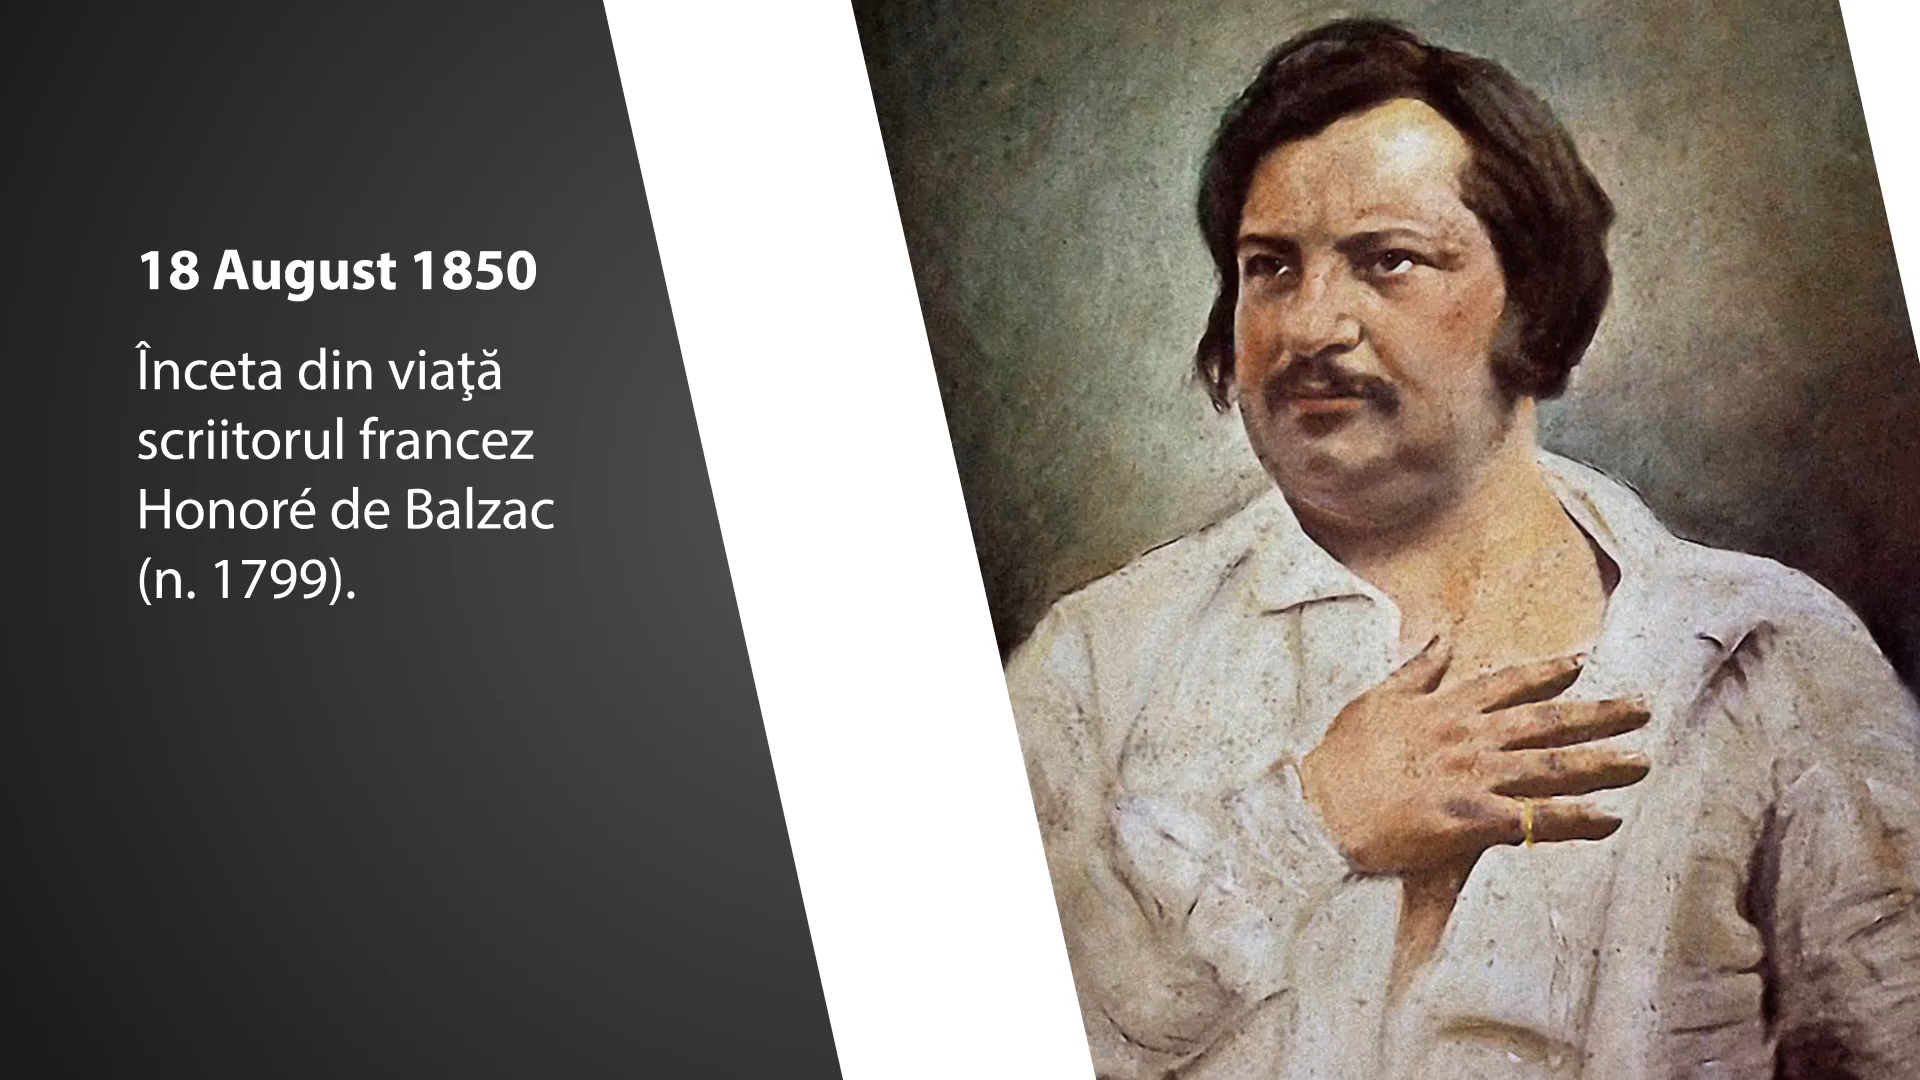 18 August 1850
Înceta din viaţă
scriitorul francez
Honoré de Balzac
(n. 1799).